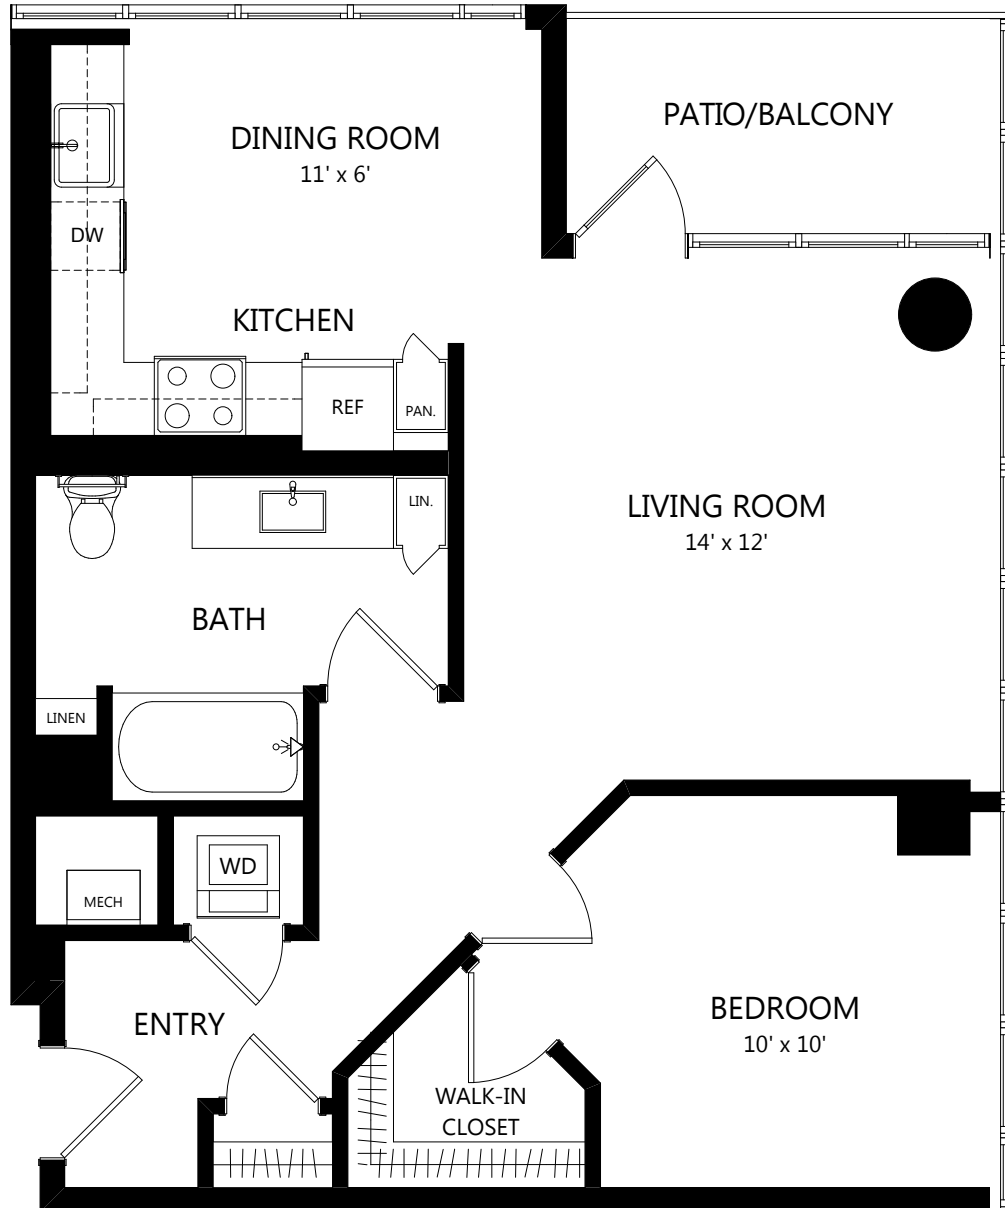 PATIO/BALCONY
DINING ROOM
11' x 6'
DW
KITCHEN
REF
PAN.
LIN.
LIVING ROOM
14' x 12'
BATH
LINEN
WD
MECH
ENTRY
BEDROOM
10' x 10'
WALK-IN
CLOSET